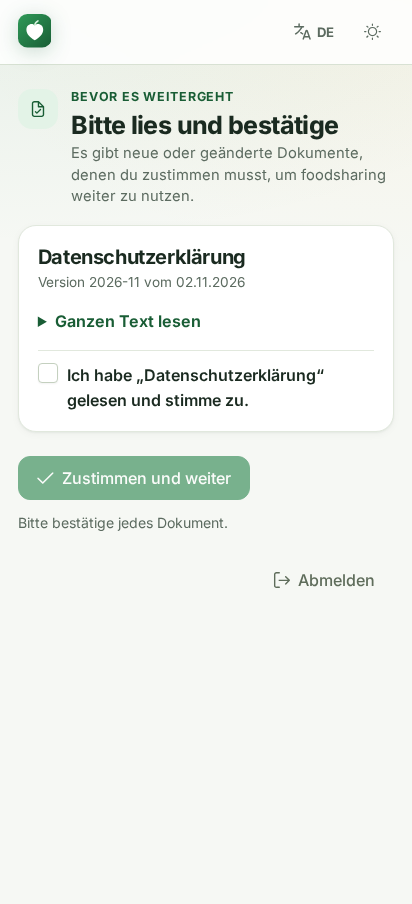 DE
BEVOR ES WEITERGEHT
Bitte lies und bestätige
Es gibt neue oder geänderte Dokumente,
denen du zustimmen musst, um foodsharing
weiter zu nutzen.
Datenschutzerklärung
Version 2026-11 vom 02.11.2026
Ganzen Text lesen
Ich habe „Datenschutzerklärung“
gelesen und stimme zu.
Zustimmen und weiter
Bitte bestätige jedes Dokument.
Abmelden